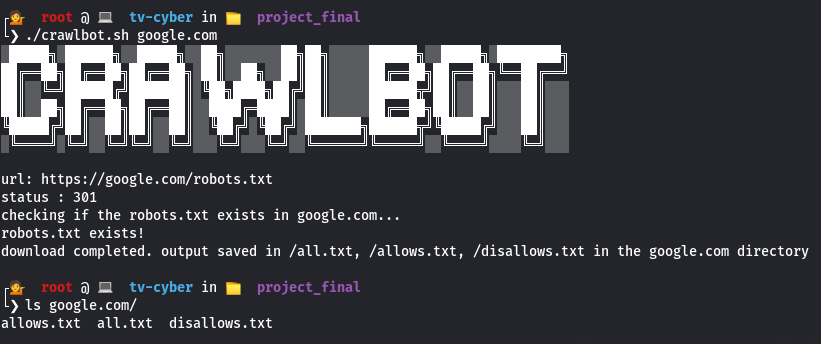 root @ tv-cyber in project_final
❯ ./crawlbot.sh google.com
CRAWLBOT
url: https://google.com/robots.txt
status : 301
checking if the robots.txt exists in google.com...
robots.txt exists!
download completed. output saved in /all.txt, /allows.txt, /disallows.txt in the google.com directory
root @ tv-cyber in project_final
❯ ls google.com/
allows.txt  all.txt  disallows.txt